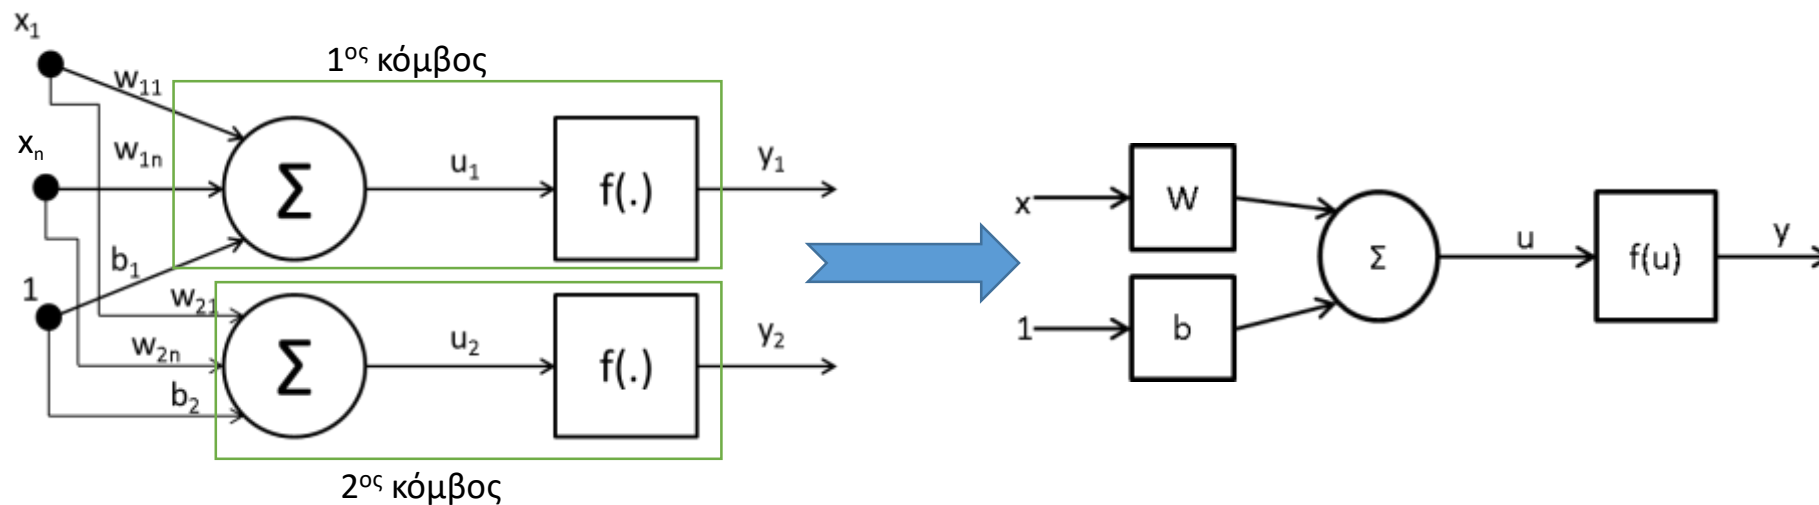 x1
1ος κόμβος
w11
xn
w1n
Σ
u1
f(.)
y1
b1
1
w21
w2n
b2
Σ
u2
f(.)
y2
2ος κόμβος
x
W
1
b
Σ
u
f(u)
y